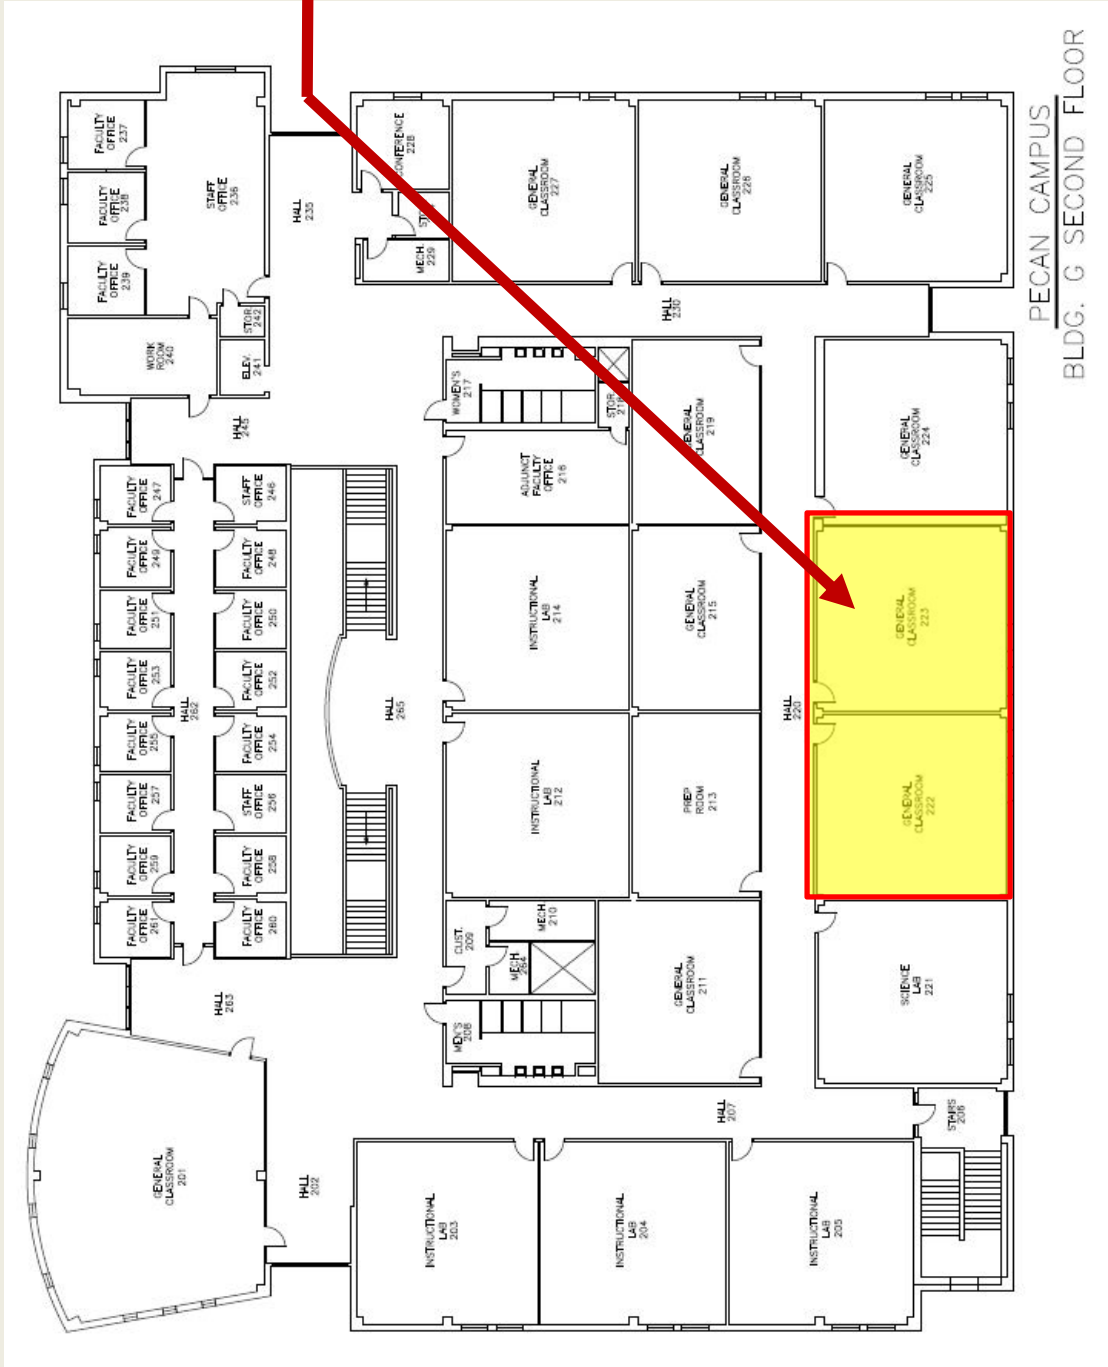 PECAN CAMPUS
BLDG. G SECOND FLOOR
FACULTY
OFFICE
237
FACULTY
OFFICE
238
FACULTY
OFFICE
239
STAFF
OFFICE
236
WORK
ROOM
240
STOR.
242
ELEV.
241
HALL
235
HALL
245
CONFERENCE
228
MECH.
229
GENERAL
CLASSROOM
227
GENERAL
CLASSROOM
226
GENERAL
CLASSROOM
225
HALL
230
WOMEN'S
217
STOR.
218
ADJUNCT
FACULTY
OFFICE
216
GENERAL
CLASSROOM
219
GENERAL
CLASSROOM
224
FACULTY
OFFICE
247
STAFF
OFFICE
246
FACULTY
OFFICE
249
FACULTY
OFFICE
248
FACULTY
OFFICE
251
FACULTY
OFFICE
250
FACULTY
OFFICE
253
FACULTY
OFFICE
252
FACULTY
OFFICE
255
FACULTY
OFFICE
254
FACULTY
OFFICE
257
STAFF
OFFICE
256
FACULTY
OFFICE
259
FACULTY
OFFICE
258
FACULTY
OFFICE
261
FACULTY
OFFICE
260
HALL
262
HALL
265
INSTRUCTIONAL
LAB
214
GENERAL
CLASSROOM
215
GENERAL
CLASSROOM
223
HALL
220
INSTRUCTIONAL
LAB
212
PREP
ROOM
213
GENERAL
CLASSROOM
222
CUST.
209
MECH.
210
MECH.
264
MEN'S
208
GENERAL
CLASSROOM
211
SCIENCE
LAB
221
HALL
263
HALL
207
STAIRS
206
GENERAL
CLASSROOM
201
HALL
202
INSTRUCTIONAL
LAB
203
INSTRUCTIONAL
LAB
204
INSTRUCTIONAL
LAB
205